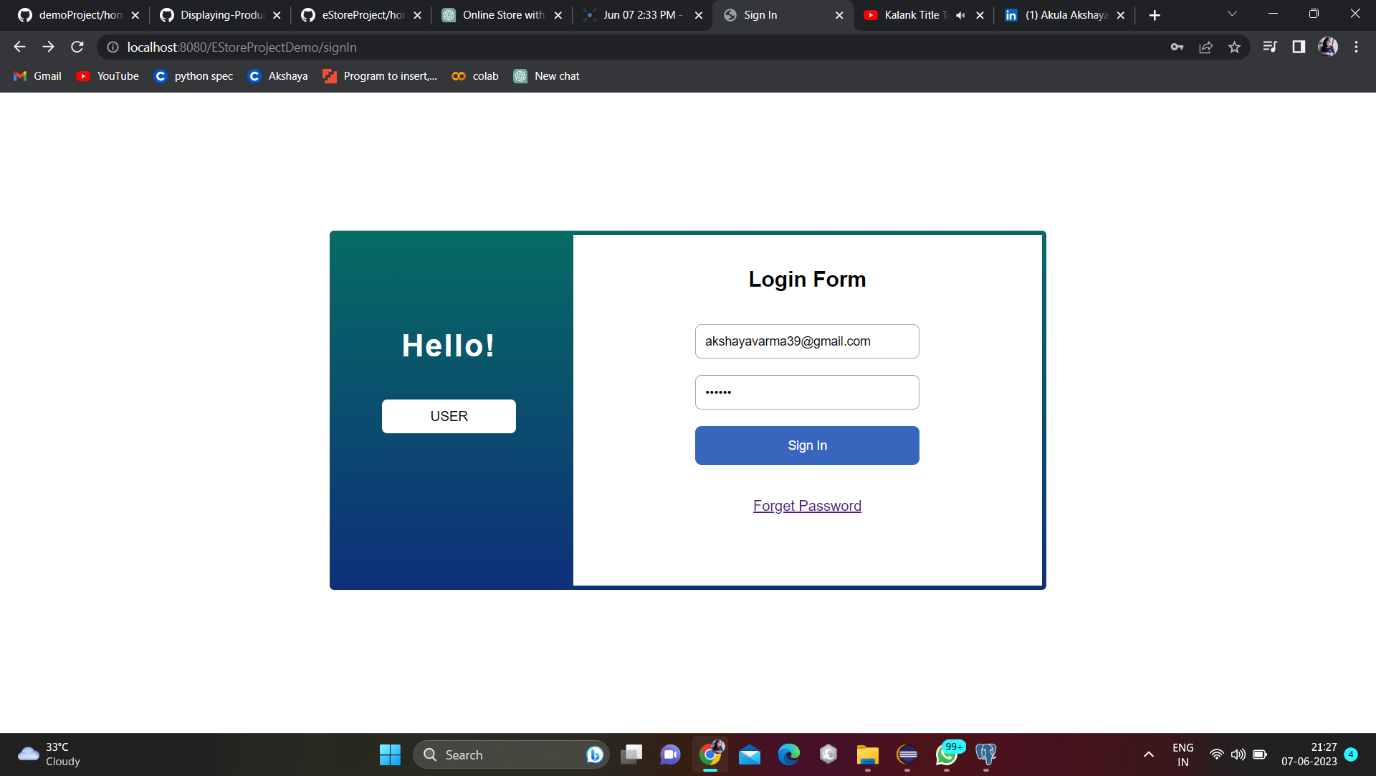 demoProject/hom
Displaying-Produ
eStoreProject/hor
Online Store with
Jun 07 2:33 PM -
Sign In
Kalank Title T
(1) Akula Akshaya
localhost:8080/EStoreProjectDemo/signIn
Gmail
YouTube
python spec
Akshaya
Program to insert,...
colab
New chat
Login Form
akshayavarma39@gmail.com
Hello!
••••••
USER
Sign In
Forget Password
33°C
Cloudy
Search
99+
ENG
IN
21:27
07-06-2023
4